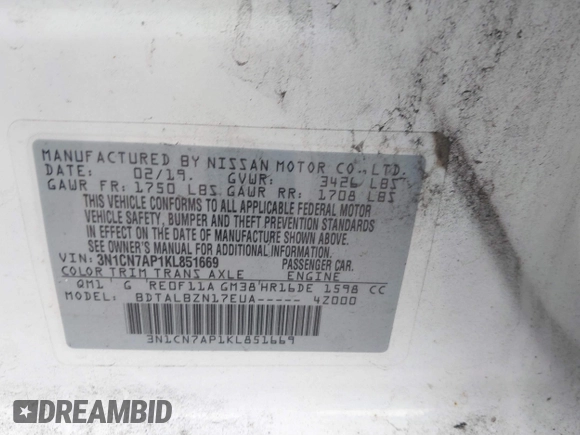 MANUFACTURED BY NISSAN MOTOR CO., LTD.
DATE: 02/19. GVWR: 3426 LBS
GAWR FR: 1750 LBS GAWR RR: 1708 LBS
THIS VEHICLE CONFORMS TO ALL APPLICABLE FEDERAL MOTOR
VEHICLE SAFETY, BUMPER AND THEFT PREVENTION STANDARDS
IN EFFECT ON THE DATE OF MANUFACTURE SHOWN ABOVE.
SEE OWNER'S MANUAL FOR ADDITIONAL INFORMATION.
VIN: 3N1CN7AP1KL851669 PASSENGER CAR.
COLOR TRIM TRANS AXLE ENGINE
QM1 G RE0F11A GM38 HR16DE 1598 CC
MODEL: BDTALBZN17EUA----- 4Z000
3N1CN7AP1KL851669
DREAMBID